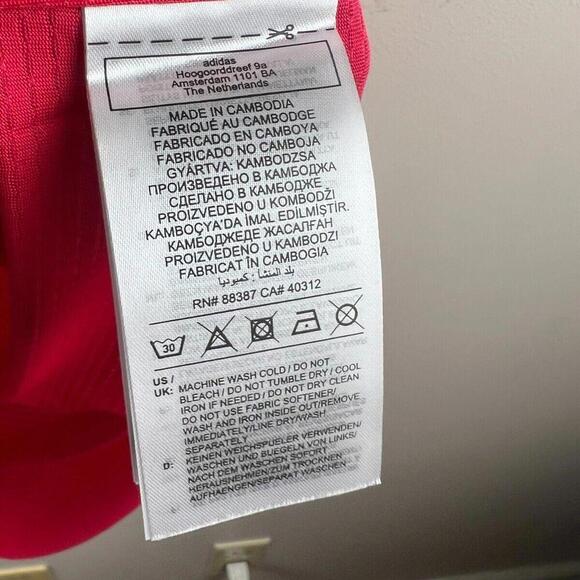 adidas
Hoogoorddreef 9a
Amsterdam 1101 BA
The Netherlands
MADE IN CAMBODIA
FABRIQUÉ AU CAMBODGE
FABRICADO EN CAMBOYA
FABRICADO NO CAMBOJA
GYÁRTVA: KAMBODZSA
ПРОИЗВЕДЕНО В КАМБОДЖА
СДЕЛАНО В КАМБОДЖЕ
PROIZVEDENO U KOMBODŽI
KAMBOÇYA'DA İMAL EDİLMİŞTİR.
КАМБОДЖЕДЕ ЖАСАЛҒАН
PROIZVEDENO U KAMBODZI
FABRICAT ÎN CAMBOGIA
بلد المنشأ : كمبوديا
RN# 88387 CA# 40312
30
US / UK: MACHINE WASH COLD / DO NOT
BLEACH / DO NOT TUMBLE DRY / COOL
IRON IF NEEDED / DO NOT DRY CLEAN
DO NOT USE FABRIC SOFTENER/
WASH AND IRON INSIDE OUT/REMOVE
IMMEDIATELY/LINE DRY/WASH
SEPARATELY
D: KEINEN WEICHSPUELER VERWENDEN/
WASCHEN UND BUEGELN VON LINKS/
NACH DEM WASCHEN SOFORT
HERAUSNEHMEN/ZUM TROCKNEN
AUFHAENGEN/SEPARAT WASCHEN